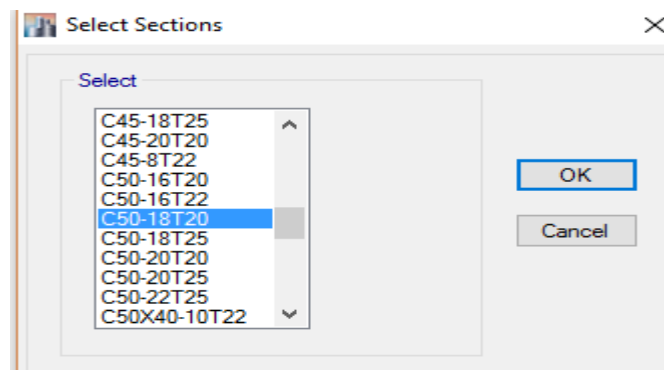 Select Sections
Select
C45-18T25
C45-20T20
C45-8T22
C50-16T20
C50-16T22
C50-18T20
C50-18T25
C50-20T20
C50-20T25
C50-22T25
C50X40-10T22
OK
Cancel